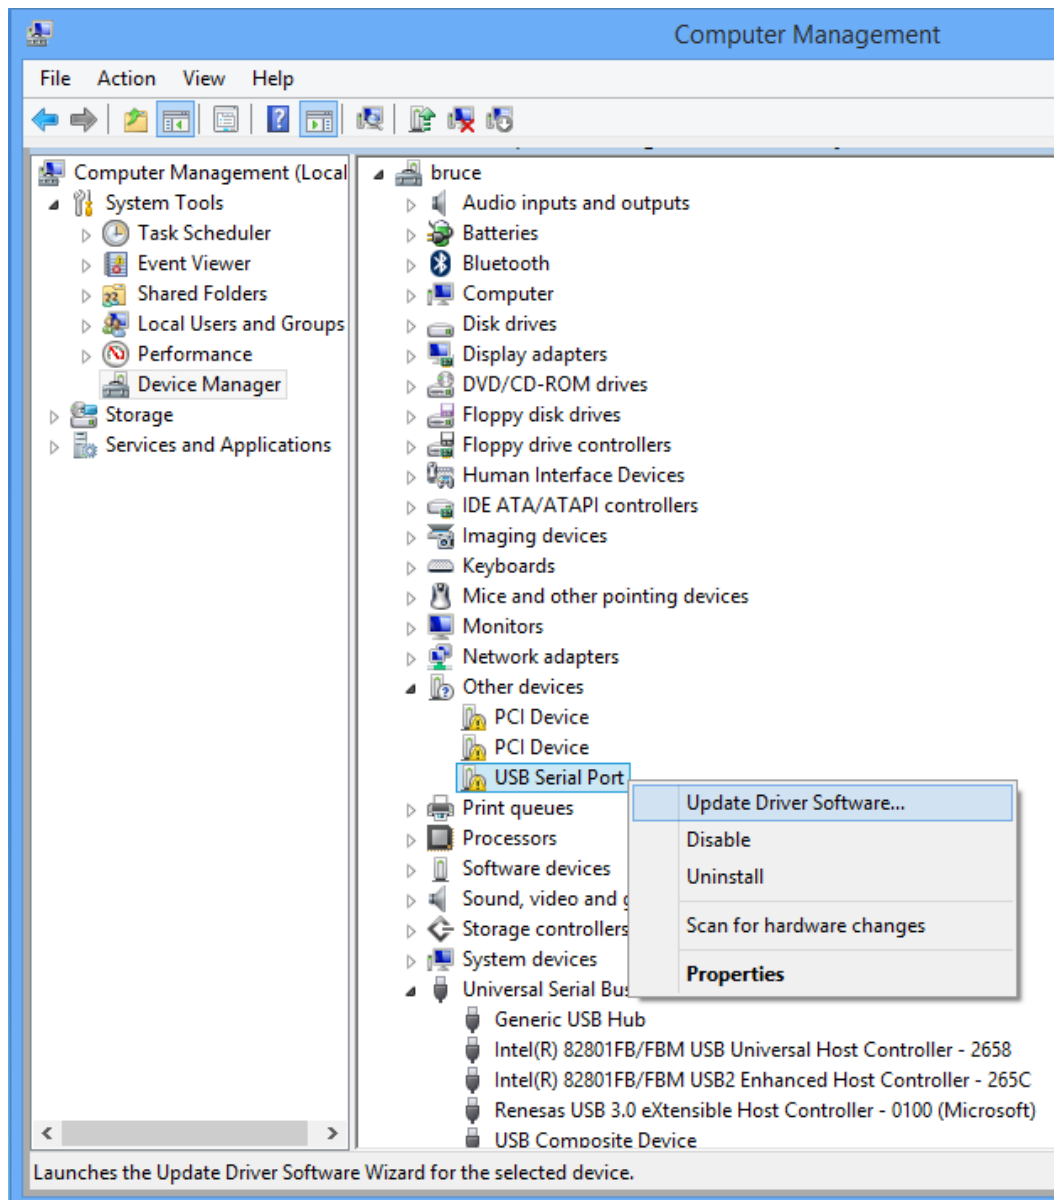 Computer Management
File Action View Help
Computer Management (Local
System Tools
Task Scheduler
Event Viewer
Shared Folders
Local Users and Groups
Performance
Device Manager
Storage
Services and Applications
bruce
Audio inputs and outputs
Batteries
Bluetooth
Computer
Disk drives
Display adapters
DVD/CD-ROM drives
Floppy disk drives
Floppy drive controllers
Human Interface Devices
IDE ATA/ATAPI controllers
Imaging devices
Keyboards
Mice and other pointing devices
Monitors
Network adapters
Other devices
PCI Device
PCI Device
USB Serial Port
Print queues
Processors
Software devices
Sound, video and
Storage controllers
System devices
Universal Serial Bus
Generic USB Hub
Intel(R) 82801FB/FBM USB Universal Host Controller - 2658
Intel(R) 82801FB/FBM USB2 Enhanced Host Controller - 265C
Renesas USB 3.0 eXtensible Host Controller - 0100 (Microsoft)
USB Composite Device
Update Driver Software...
Disable
Uninstall
Scan for hardware changes
Properties
Launches the Update Driver Software Wizard for the selected device.